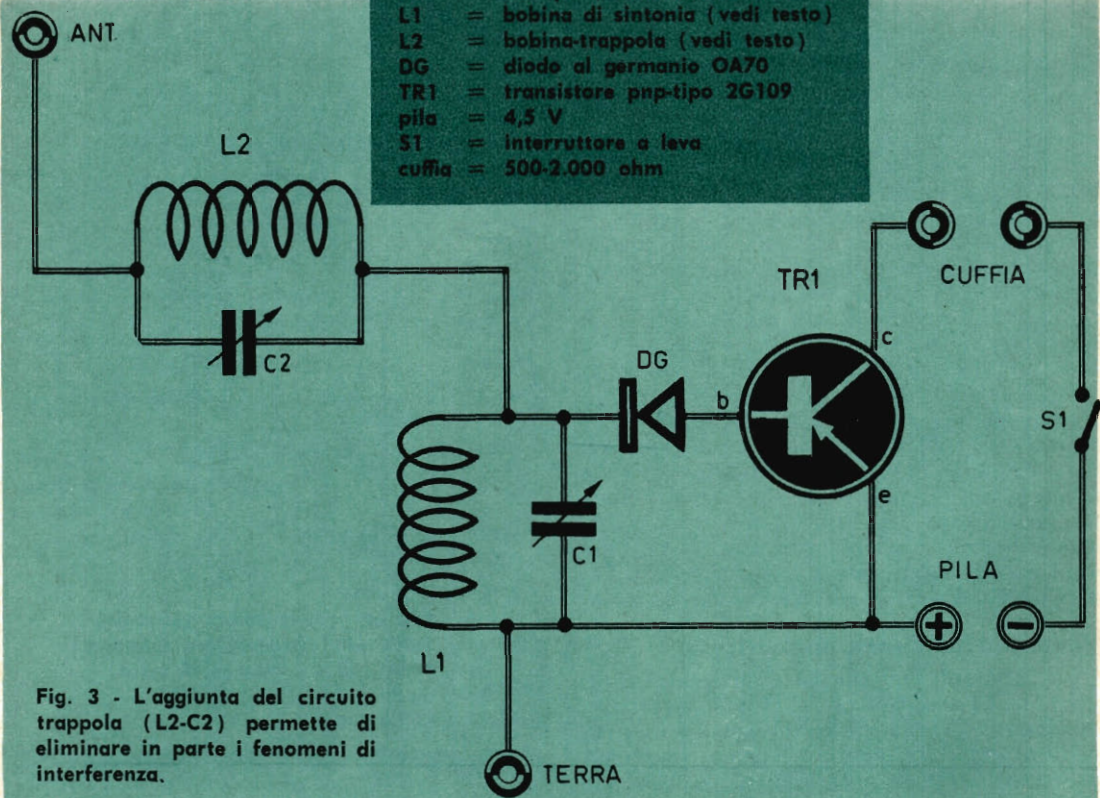 L1 = bobina di sintonia (vedi testo)
L2 = bobina-trappola (vedi testo)
DG = diodo al germanio OA70
TR1 = transistore pnp-tipo 2G109
pila = 4,5 V
S1 = interruttore a leva
cuffia = 500-2.000 ohm
ANT.
L2
C2
TR1
CUFFIA
c
DG
b
S1
e
C1
PILA
+
−
L1
Fig. 3 - L'aggiunta del circuito
trappola (L2-C2) permette di
eliminare in parte i fenomeni di
interferenza.
TERRA